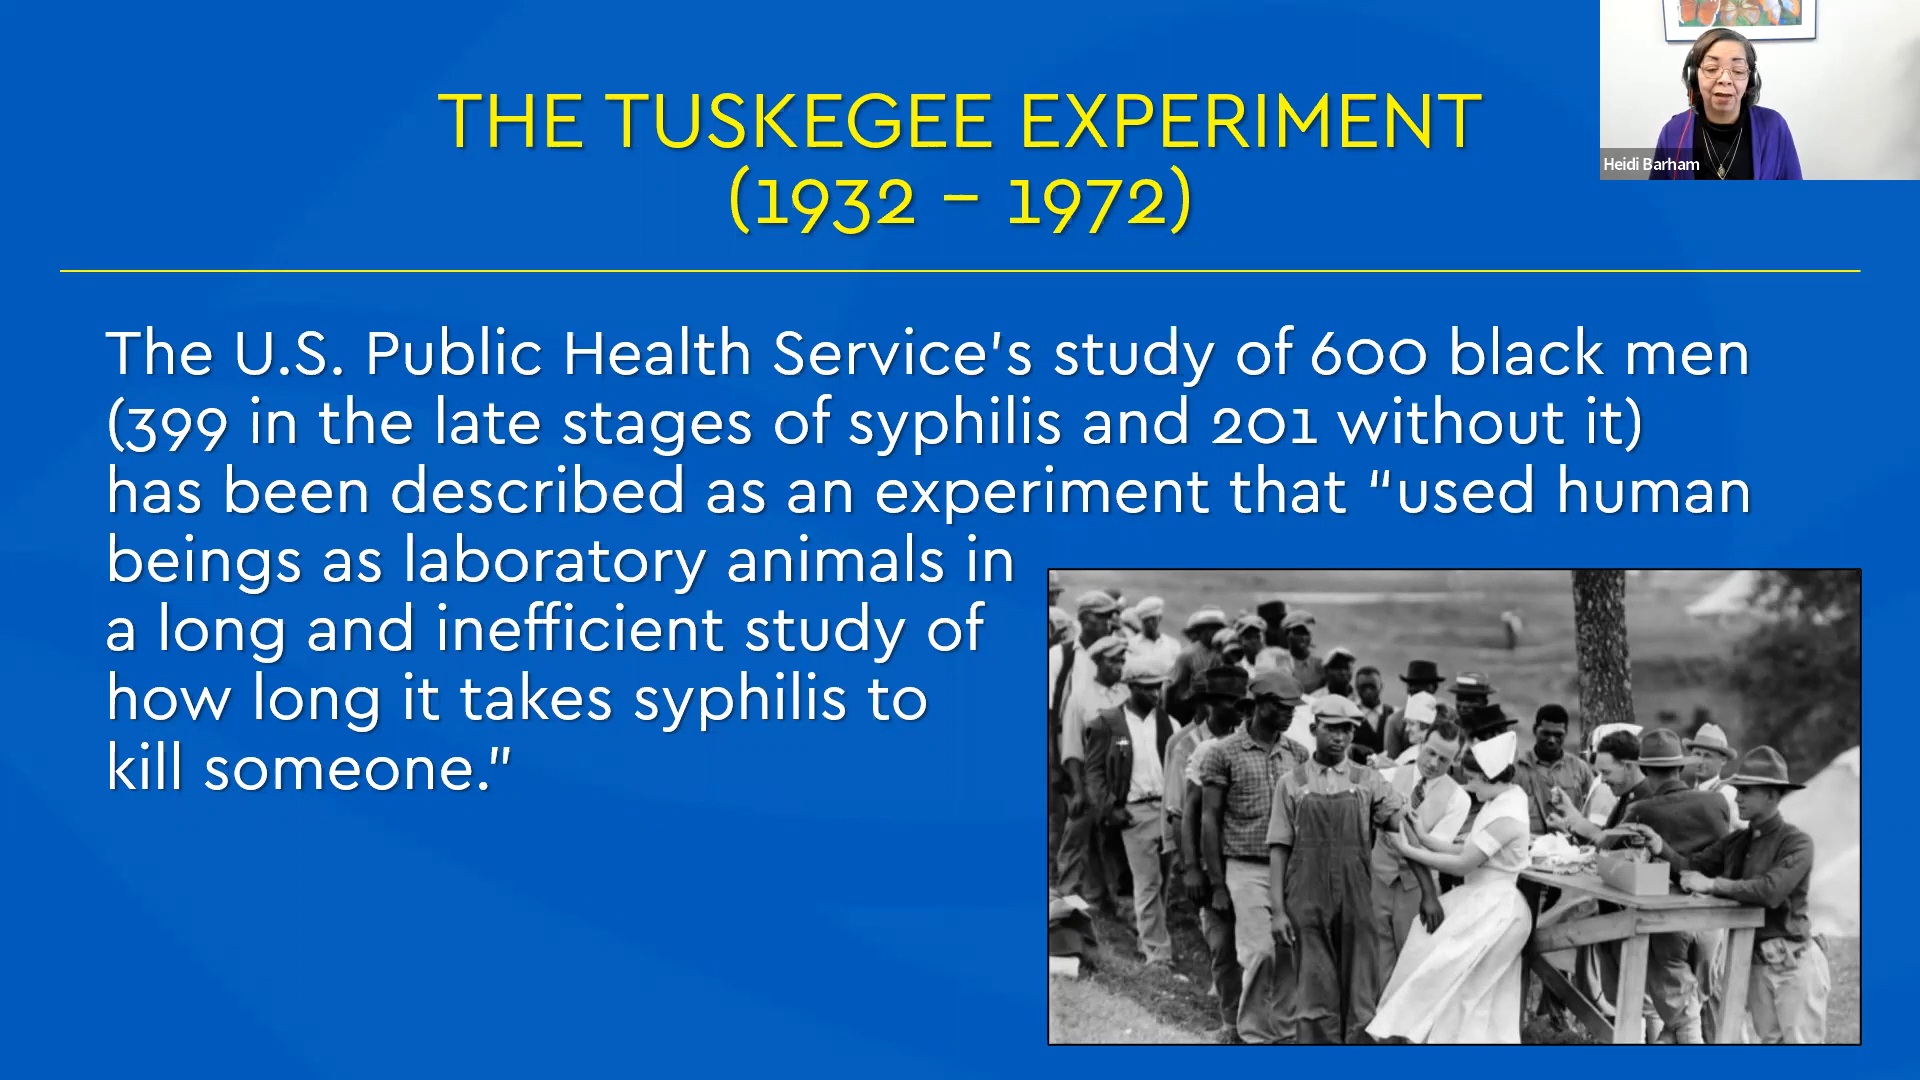 THE TUSKEGEE EXPERIMENT
(1932 – 1972)
Heidi Barham
The U.S. Public Health Service's study of 600 black men
(399 in the late stages of syphilis and 201 without it)
has been described as an experiment that "used human
beings as laboratory animals in
a long and inefficient study of
how long it takes syphilis to
kill someone."